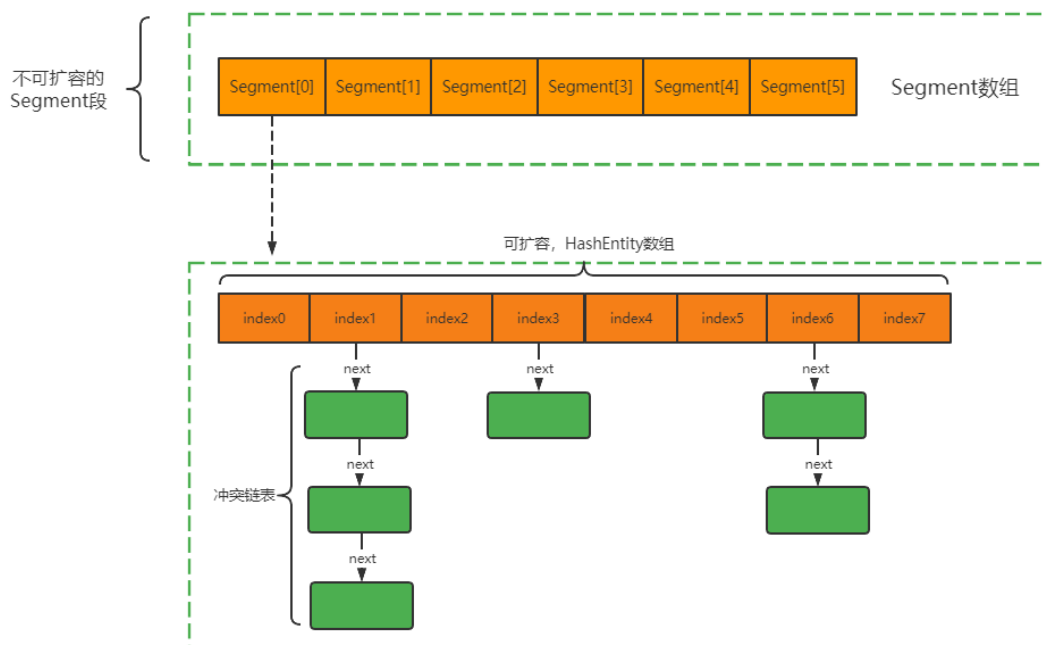 不可扩容的
Segment段
Segment[0] Segment[1] Segment[2] Segment[3] Segment[4] Segment[5]
Segment数组
可扩容，HashEntity数组
index0 index1 index2 index3 index4 index5 index6 index7
next next next
next next
冲突链表
next